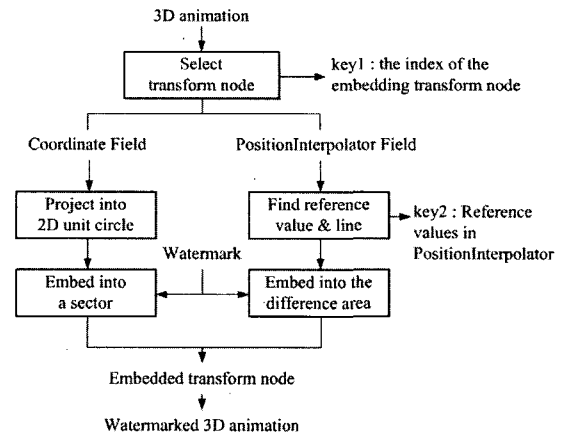 3D animation
Select
transform node
key1 : the index of the
embedding transform node
Coordinate Field
PositionInterpolator Field
Project into
2D unit circle
Find reference
value & line
key2 : Reference
values in
PositionInterpolator
Watermark
Embed into
a sector
Embed into the
difference area
Embedded transform node
Watermarked 3D animation